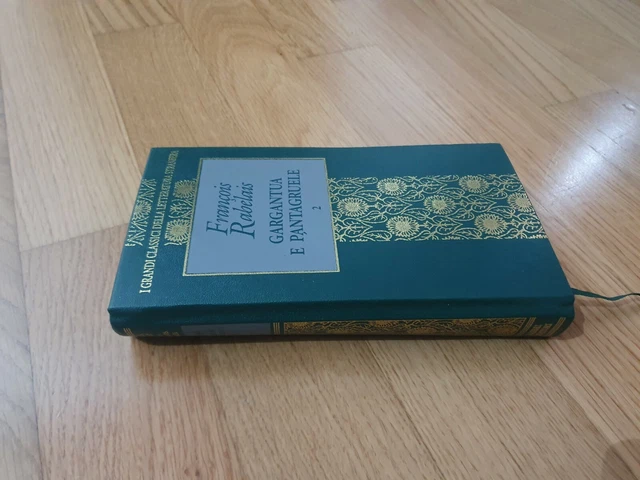 I GRANDI CLASSICI DELLA LETTERATURA STRANIERA
François
Rabelais
GARGANTUA
E PANTAGRUELE
2